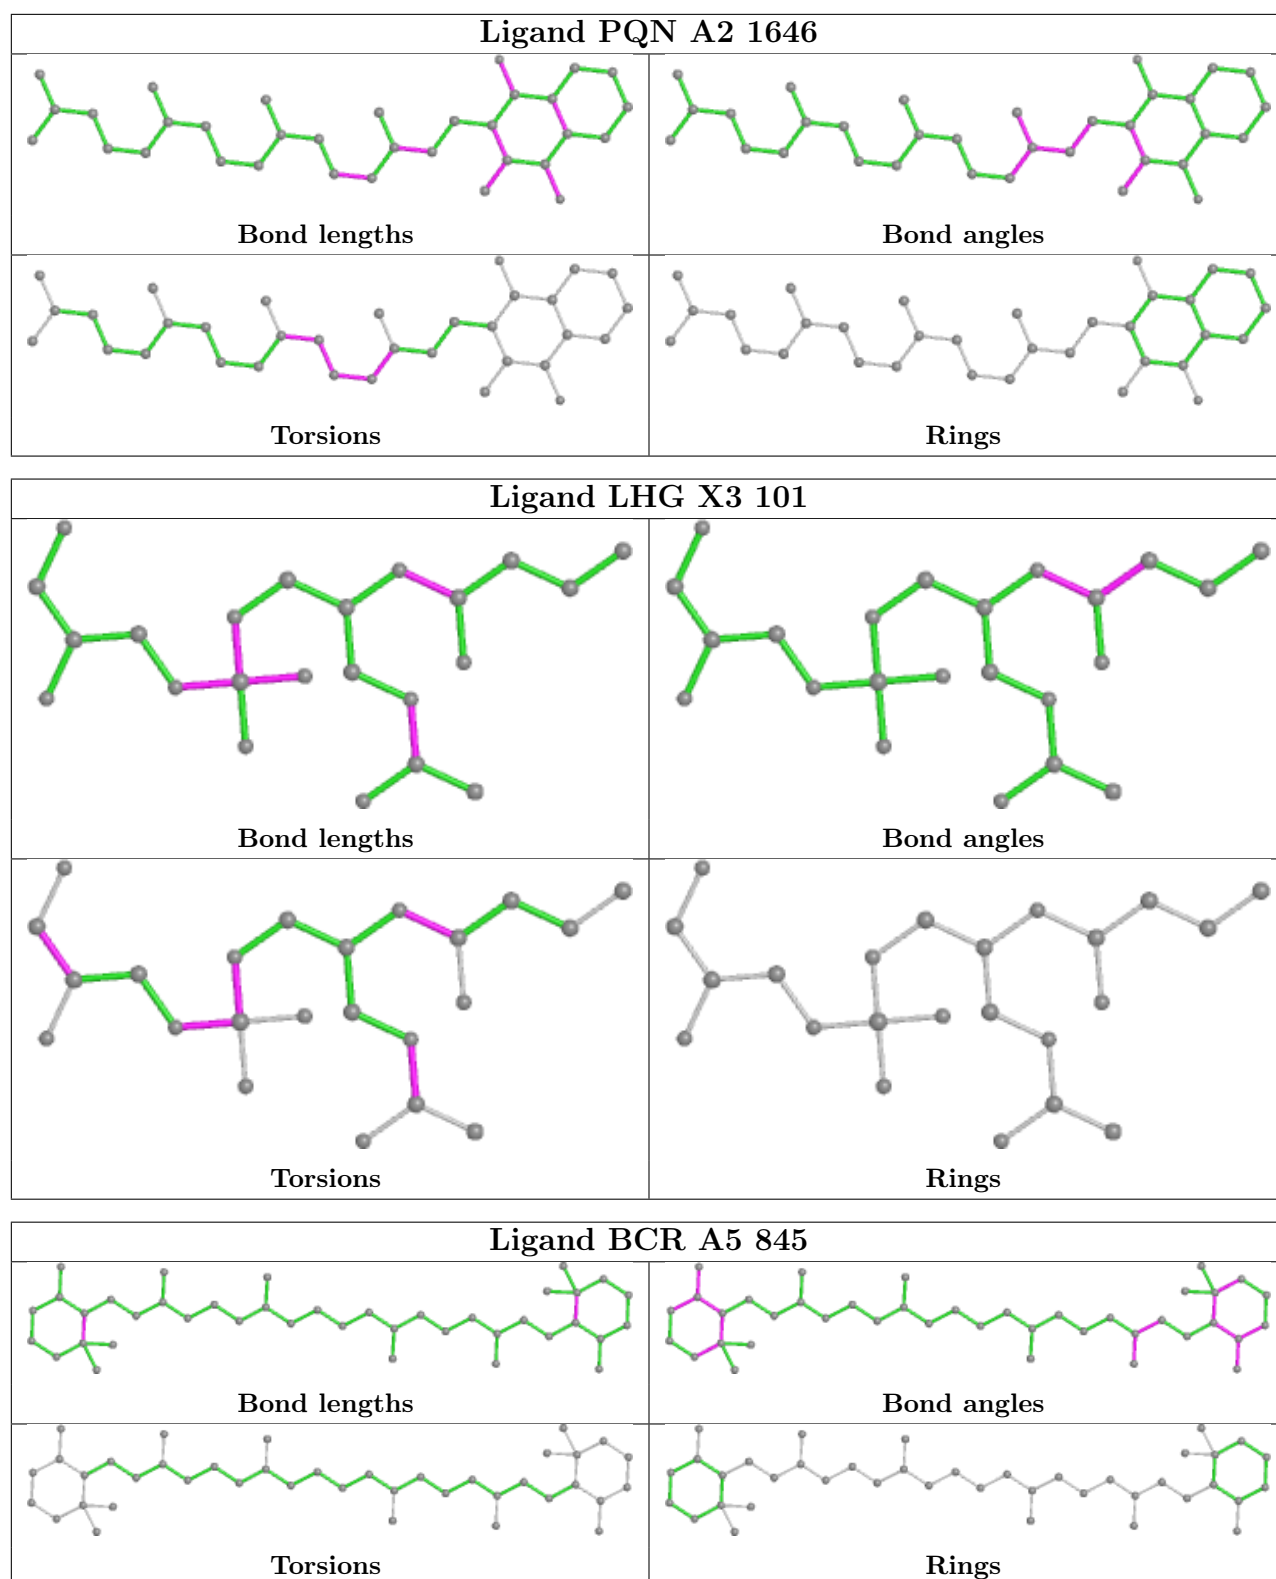 Ligand PQN A2 1646
Bond lengths
Bond angles
Torsions
Rings
Ligand LHG X3 101
Bond lengths
Bond angles
Torsions
Rings
Ligand BCR A5 845
Bond lengths
Bond angles
Torsions
Rings